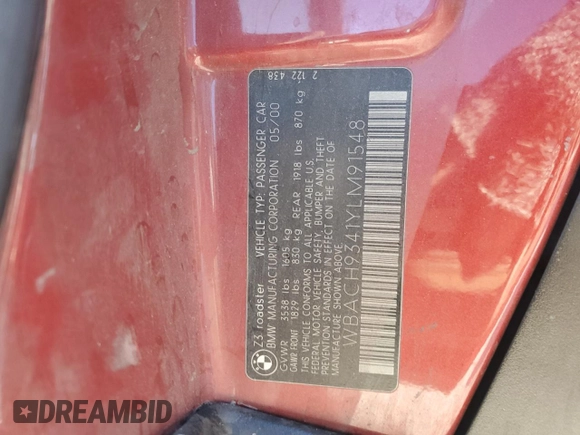 2 122 438
Z3 roadster VEHICLE TYP: PASSENGER CAR
BMW MANUFACTURING CORPORATION 05/00
GVWR 3538 lbs 1605 kg
GAWR FRONT 1829 lbs 830 kg REAR 1918 lbs 870 kg
THIS VEHICLE CONFORMS TO ALL APPLICABLE U.S.
FEDERAL MOTOR VEHICLE SAFETY, BUMPER, AND THEFT
PREVENTION STANDARDS IN EFFECT ON THE DATE OF
MANUFACTURE SHOWN ABOVE.
WBACH9341YLM91548
DREAMBID